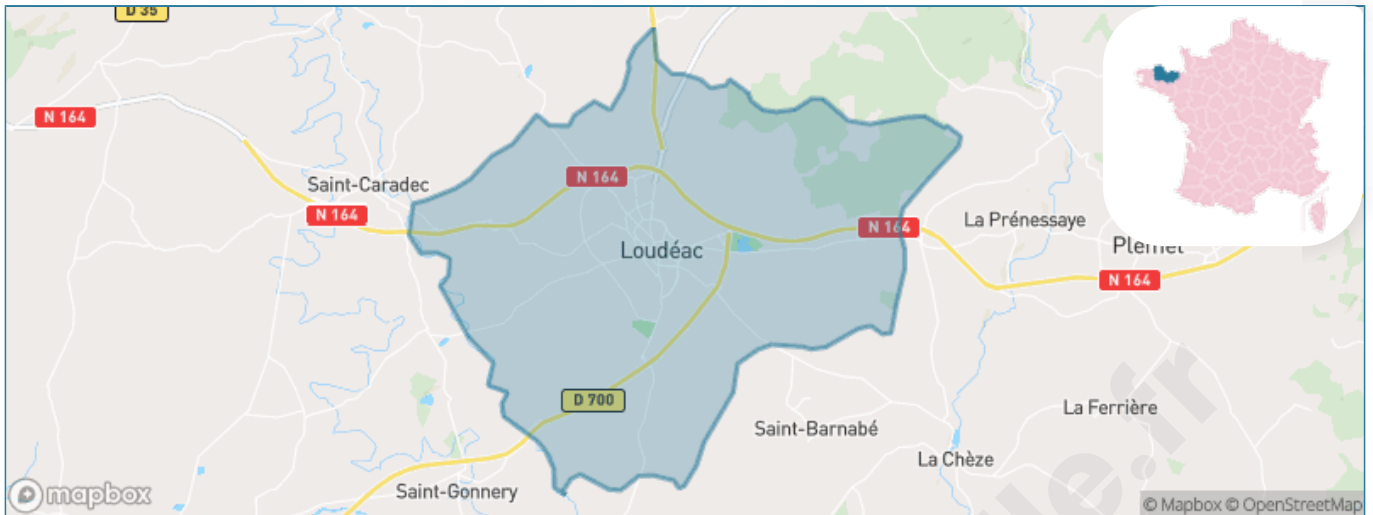 D 35
N 164
Saint-Caradec
N 164
N 164
N 164
La Prénessaye
Loudéac
Plemet
N 164
D 700
La Ferrière
Saint-Barnabé
La Chèze
Saint-Gonnery
mapbox
© Mapbox © OpenStreetMap